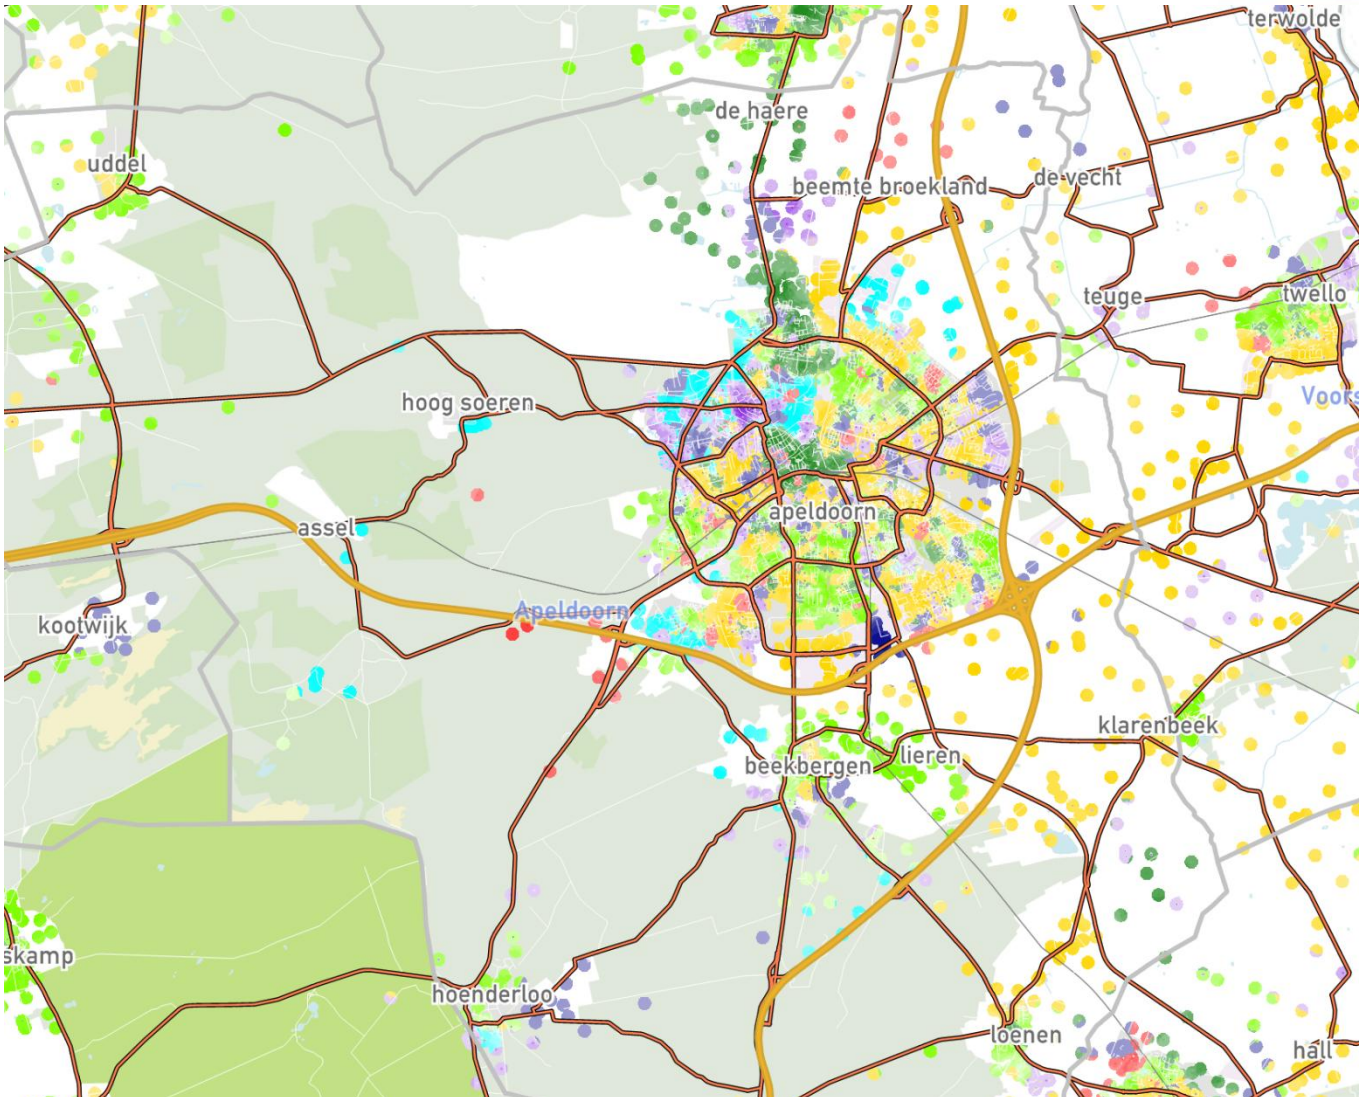 terwolde
de haere
uddel
beemte broekland
de vecht
teuge
twello
Voors
hoog soeren
apeldoorn
assel
Apeldoorn
kootwijk
klarenbeek
lieren
beekbergen
skamp
hoenderloo
loenen
hall